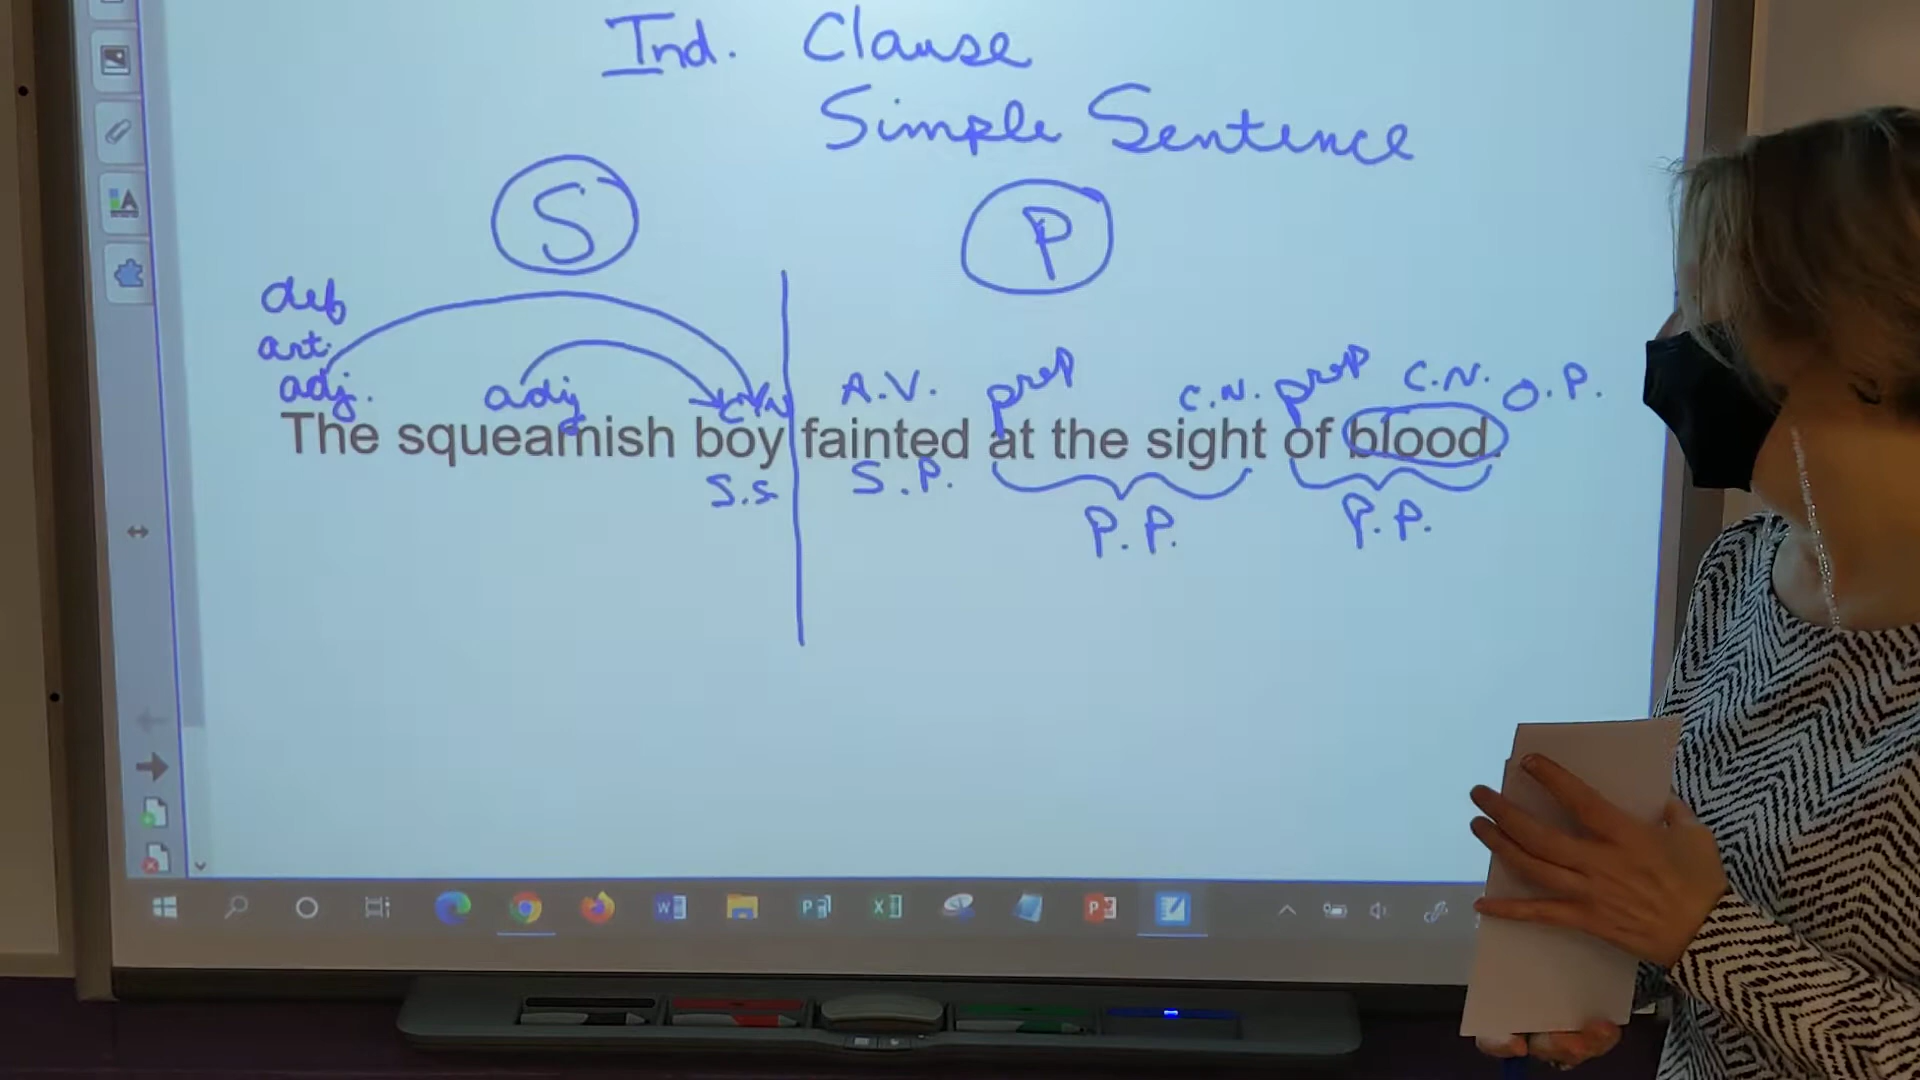 Ind. Clause
Simple Sentence
S P
def
art.
adj. adj C.N A.V. prep C.N. prep C.N. O.P.
The squeamish boy fainted at the sight of blood.
S.S S.P.
P.P. P.P.